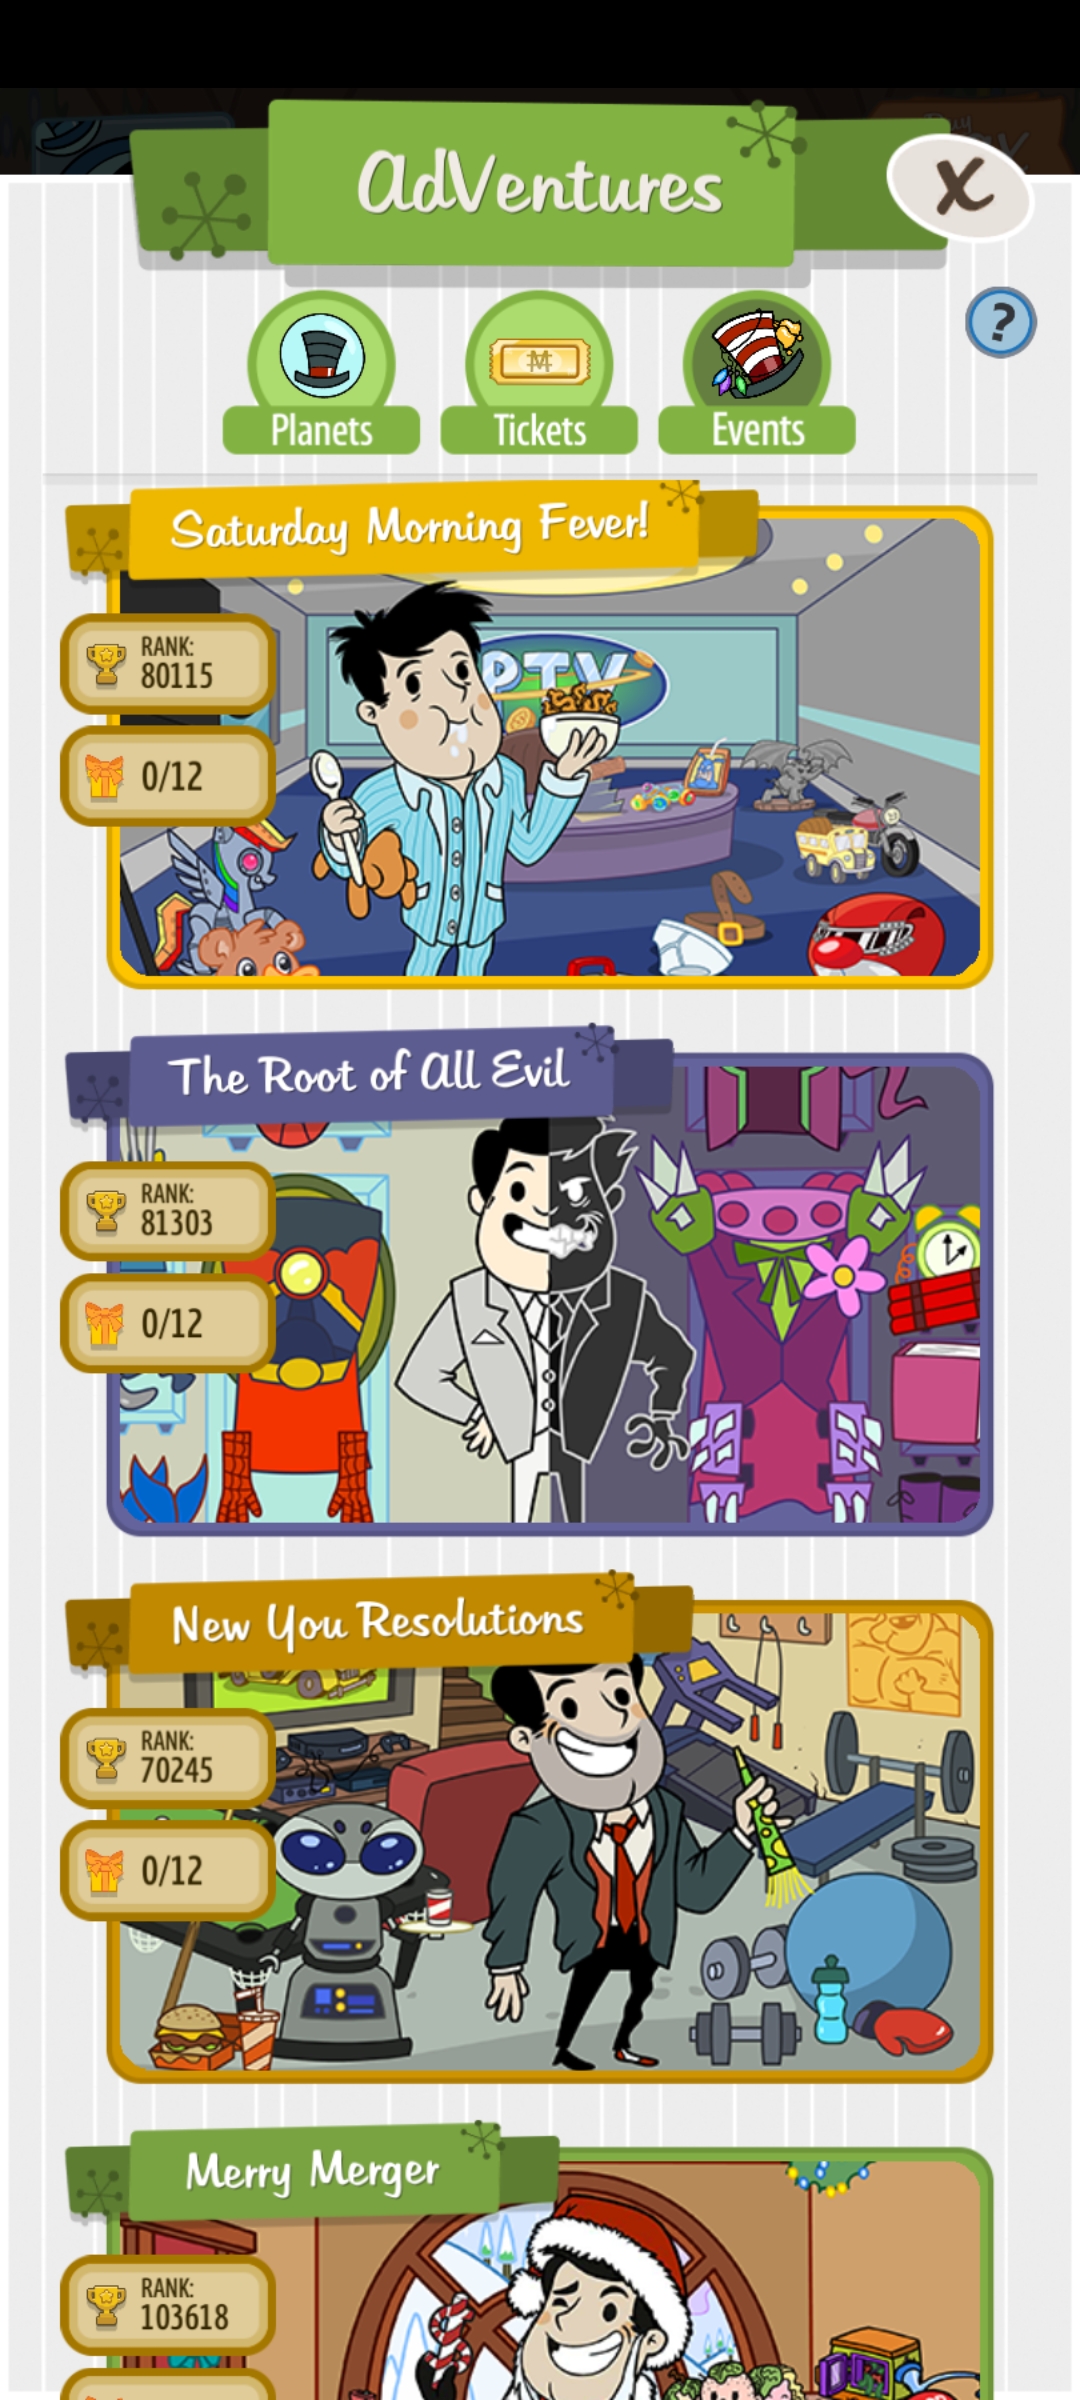 AdVentures
X
?
Planets
Tickets
Events
Saturday Morning Fever!
PTV
RANK:
80115
0/12
The Root of All Evil
RANK:
81303
0/12
New You Resolutions
RANK:
70245
0/12
Merry Merger
RANK:
103618